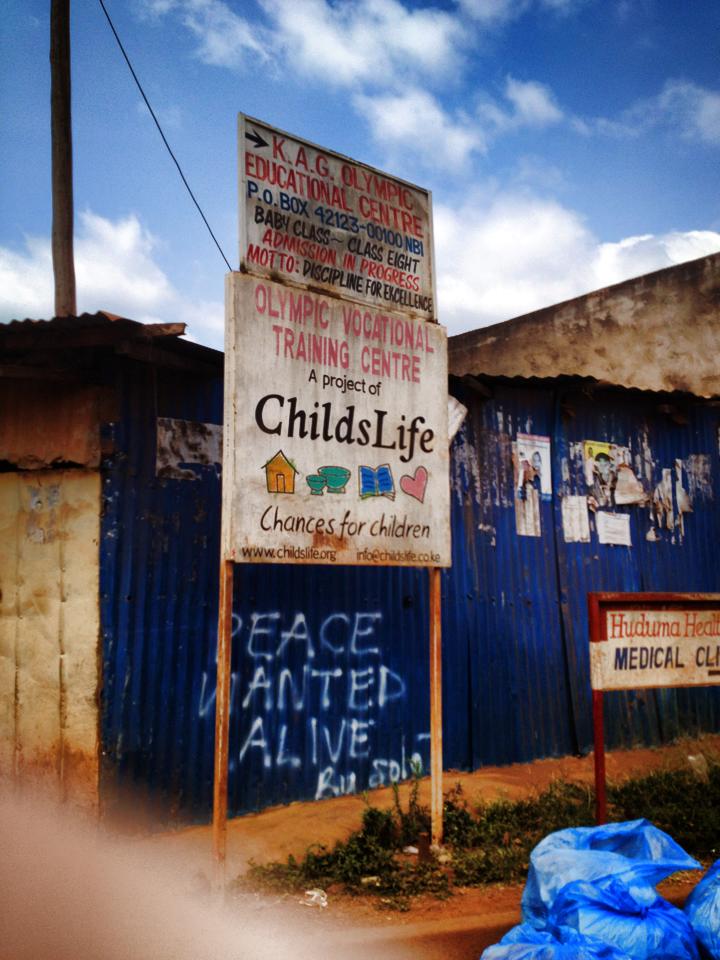 K.A.G. OLYMPIC
EDUCATIONAL CENTRE
P.O.BOX 42123-00100 NBI
BABY CLASS~ CLASS EIGHT
ADMISSION IN PROGRESS
MOTTO: DISCIPLINE FOR EXCELLENCE
OLYMPIC VOCATIONAL
TRAINING CENTRE
A project of
ChildsLife
Chances for children
www.childslife.org info@childslife.co.ke
PEACE
WANTED
ALIVE
Huduma
MEDICAL